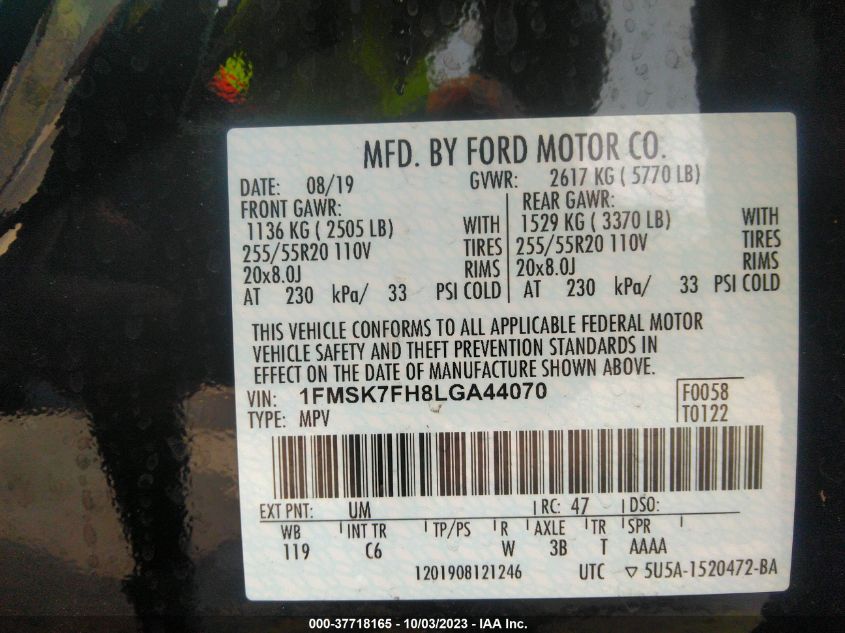 MFD. BY FORD MOTOR CO.
DATE: 08/19 GVWR: 2617 KG ( 5770 LB)
FRONT GAWR: REAR GAWR:
1136 KG ( 2505 LB) WITH 1529 KG ( 3370 LB) WITH
255/55R20 110V TIRES 255/55R20 110V TIRES
20x8.0J RIMS 20x8.0J RIMS
AT 230 kPa/ 33 PSI COLD AT 230 kPa/ 33 PSI COLD
THIS VEHICLE CONFORMS TO ALL APPLICABLE FEDERAL MOTOR
VEHICLE SAFETY AND THEFT PREVENTION STANDARDS IN
EFFECT ON THE DATE OF MANUFACTURE SHOWN ABOVE.
VIN: 1FMSK7FH8LGA44070 F0058
TYPE: MPV T0122
EXT PNT: UM RC: 47 DSO:
WB INT TR TP/PS R AXLE TR SPR
119 C6 W 3B T AAAA
1201908121246 UTC ▽ 5U5A-1520472-BA
000-37718165 - 10/03/2023 - IAA Inc.